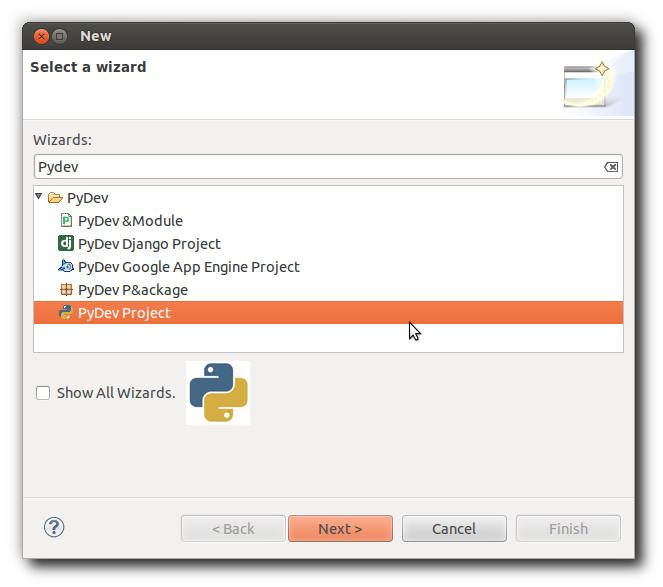 New
Select a wizard
Wizards:
Pydev
PyDev
PyDev &Module
PyDev Django Project
PyDev Google App Engine Project
PyDev P&ackage
PyDev Project
Show All Wizards.
? < Back Next > Cancel Finish